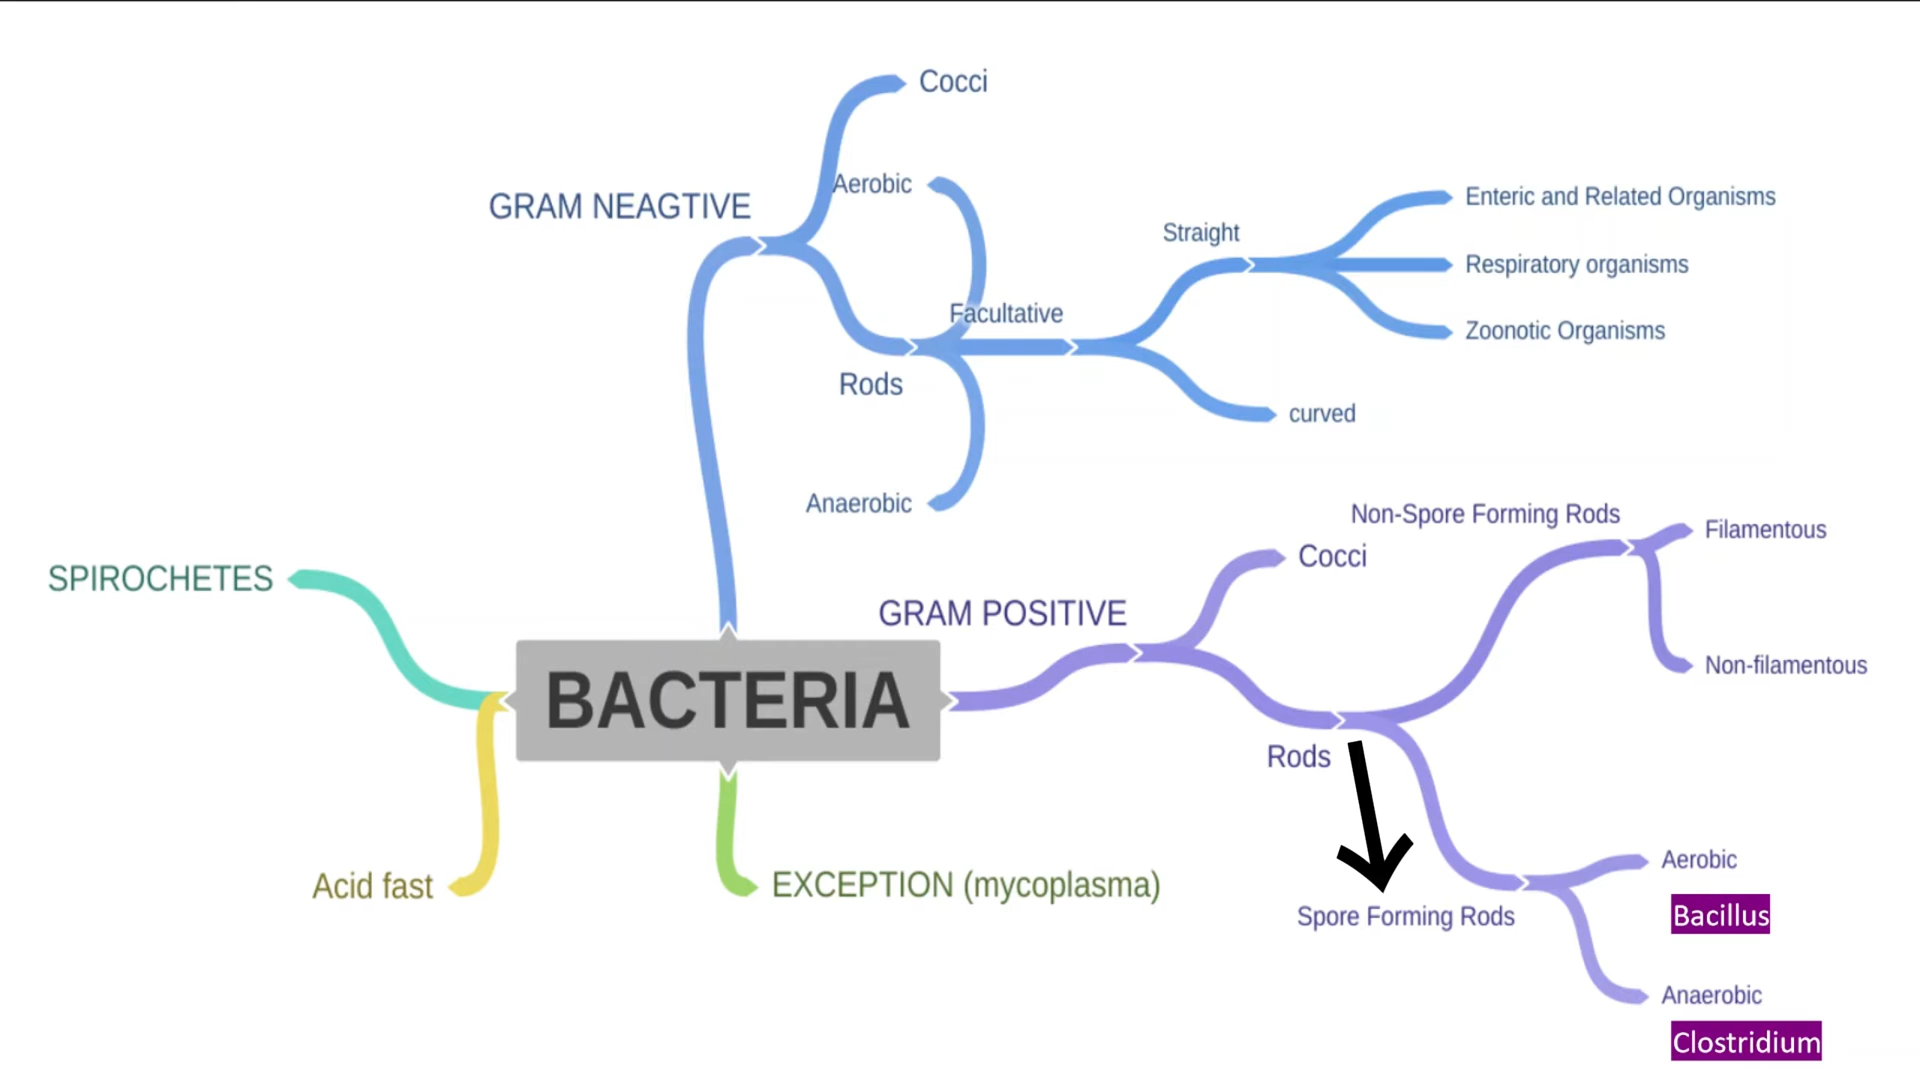 Cocci
Aerobic
GRAM NEAGTIVE
Enteric and Related Organisms
Straight
Respiratory organisms
Facultative
Zoonotic Organisms
Rods
curved
Anaerobic
Non-Spore Forming Rods
Filamentous
Cocci
SPIROCHETES
GRAM POSITIVE
Non-filamentous
BACTERIA
Rods
Aerobic
Acid fast
EXCEPTION (mycoplasma)
Spore Forming Rods
Bacillus
Anaerobic
Clostridium